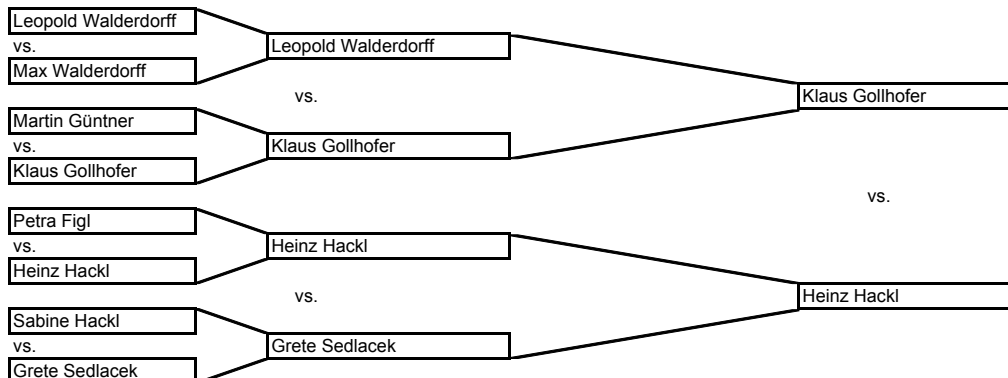 Leopold Walderdorff
vs.
Max Walderdorff
Leopold Walderdorff
vs.
Martin Güntner
vs.
Klaus Gollhofer
Klaus Gollhofer
Klaus Gollhofer
vs.
Petra Figl
vs.
Heinz Hackl
Heinz Hackl
vs.
Sabine Hackl
vs.
Grete Sedlacek
Grete Sedlacek
Heinz Hackl